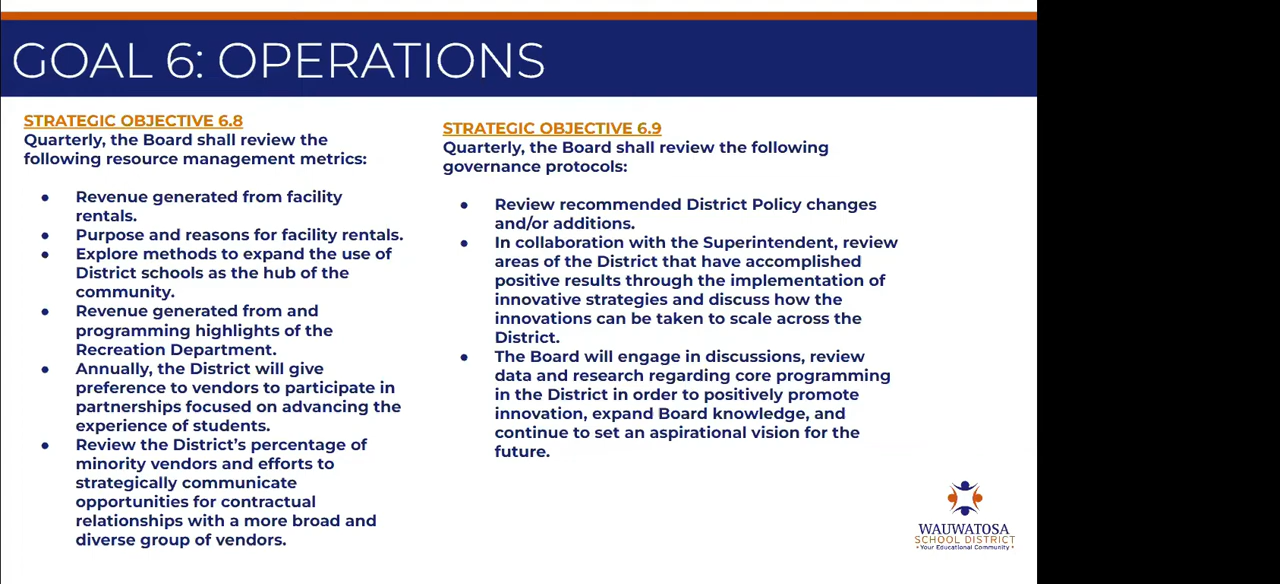 GOAL 6: OPERATIONS
STRATEGIC OBJECTIVE 6.8
Quarterly, the Board shall review the
following resource management metrics:
● Revenue generated from facility
rentals.
● Purpose and reasons for facility rentals.
● Explore methods to expand the use of
District schools as the hub of the
community.
● Revenue generated from and
programming highlights of the
Recreation Department.
● Annually, the District will give
preference to vendors to participate in
partnerships focused on advancing the
experience of students.
● Review the District’s percentage of
minority vendors and efforts to
strategically communicate
opportunities for contractual
relationships with a more broad and
diverse group of vendors.
STRATEGIC OBJECTIVE 6.9
Quarterly, the Board shall review the following
governance protocols:
● Review recommended District Policy changes
and/or additions.
● In collaboration with the Superintendent, review
areas of the District that have accomplished
positive results through the implementation of
innovative strategies and discuss how the
innovations can be taken to scale across the
District.
● The Board will engage in discussions, review
data and research regarding core programming
in the District in order to positively promote
innovation, expand Board knowledge, and
continue to set an aspirational vision for the
future.
WAUWATOSA
SCHOOL DISTRICT
• Your Educational Community •